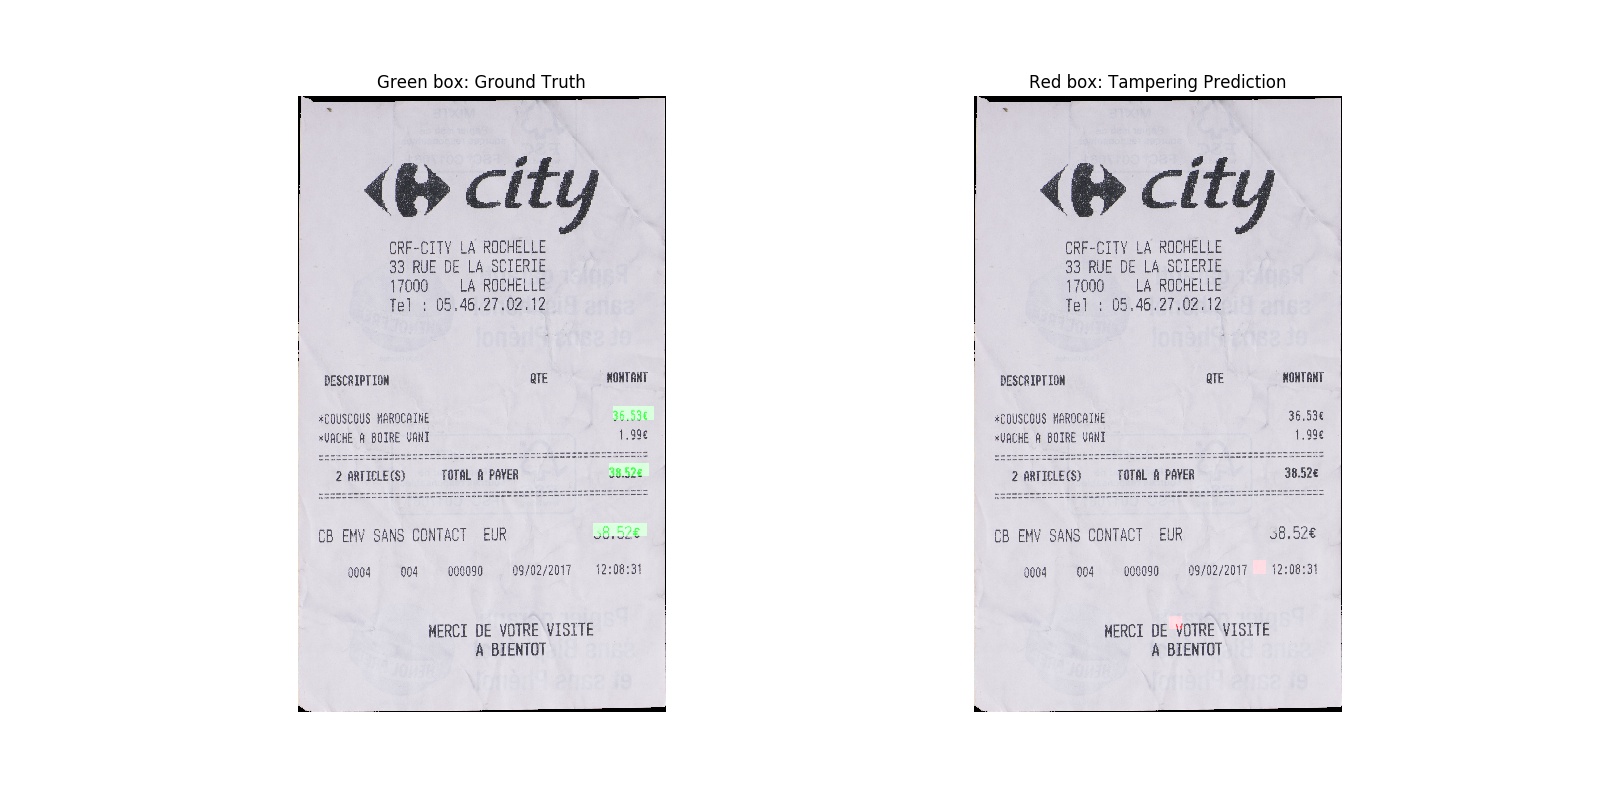 Green box: Ground Truth
city
CRF-CITY LA ROCHELLE
33 RUE DE LA SCIERIE
17000 LA ROCHELLE
Tel : 05.46.27.02.12
DESCRIPTION QTE MONTANT
*COUSCOUS MAROCAINE 36.53€
*VACHE A BOIRE VANI 1.99€
2 ARTICLE(S) TOTAL A PAYER 38.52€
CB EMV SANS CONTACT EUR 38.52€
0004 004 000090 09/02/2017 12:08:31
MERCI DE VOTRE VISITE
A BIENTOT
Red box: Tampering Prediction
city
CRF-CITY LA ROCHELLE
33 RUE DE LA SCIERIE
17000 LA ROCHELLE
Tel : 05.46.27.02.12
DESCRIPTION QTE MONTANT
*COUSCOUS MAROCAINE 36.53€
*VACHE A BOIRE VANI 1.99€
2 ARTICLE(S) TOTAL A PAYER 38.52€
CB EMV SANS CONTACT EUR 38.52€
0004 004 000090 09/02/2017 12:08:31
MERCI DE VOTRE VISITE
A BIENTOT